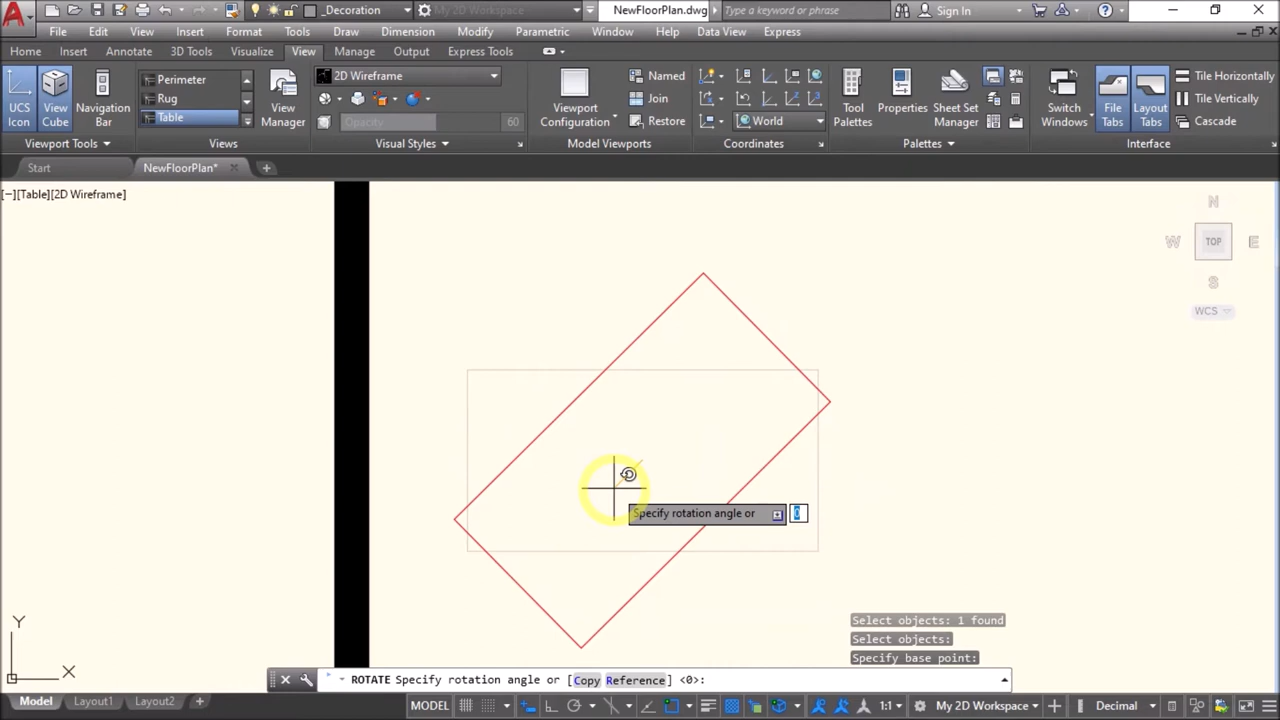 _Decoration My 2D Workspace NewFloorPlan.dwg Type a keyword or phrase Sign In
File Edit View Insert Format Tools Draw Dimension Modify Parametric Window Help Data View Express
Home Insert Annotate 3D Tools Visualize View Manage Output Express Tools
UCS Icon
View Cube
Navigation Bar
Viewport Tools
Perimeter
Rug
Table
View Manager
Views
2D Wireframe
Opacity 60
Visual Styles
Viewport Configuration
Named
Join
Restore
Model Viewports
World
Coordinates
Tool Palettes
Properties
Sheet Set Manager
Palettes
Switch Windows
File Tabs
Layout Tabs
Tile Horizontally
Tile Vertically
Cascade
Interface
Start NewFloorPlan*
[−][Table][2D Wireframe]
N
W TOP E
S
WCS
Specify rotation angle or 0
Select objects: 1 found
Select objects:
Specify base point:
Y
X
ROTATE Specify rotation angle or [Copy Reference] <0>:
Model Layout1 Layout2 + MODEL 1:1 My 2D Workspace Decimal